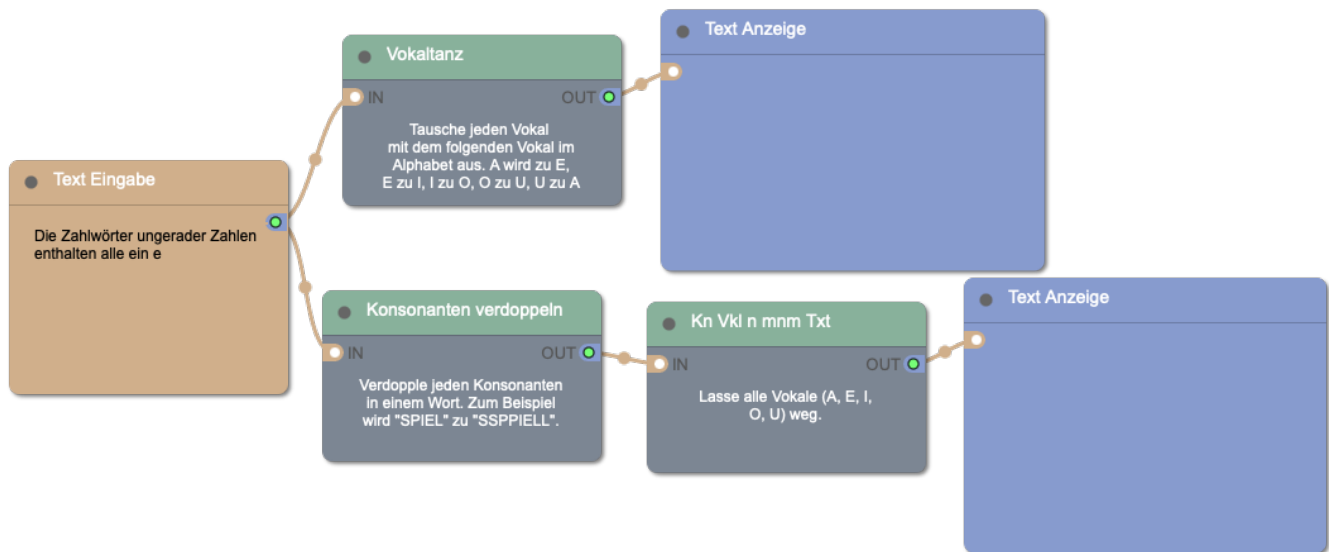 Text Eingabe
Die Zahlwörter ungerader Zahlen
enthalten alle ein e
Vokaltanz
IN
OUT
Tausche jeden Vokal
mit dem folgenden Vokal im
Alphabet aus. A wird zu E,
E zu I, I zu O, O zu U, U zu A
Text Anzeige
Konsonanten verdoppeln
IN
OUT
Verdopple jeden Konsonanten
in einem Wort. Zum Beispiel
wird "SPIEL" zu "SSPPIELL".
Kn Vkl n mnm Txt
IN
OUT
Lasse alle Vokale (A, E, I,
O, U) weg.
Text Anzeige